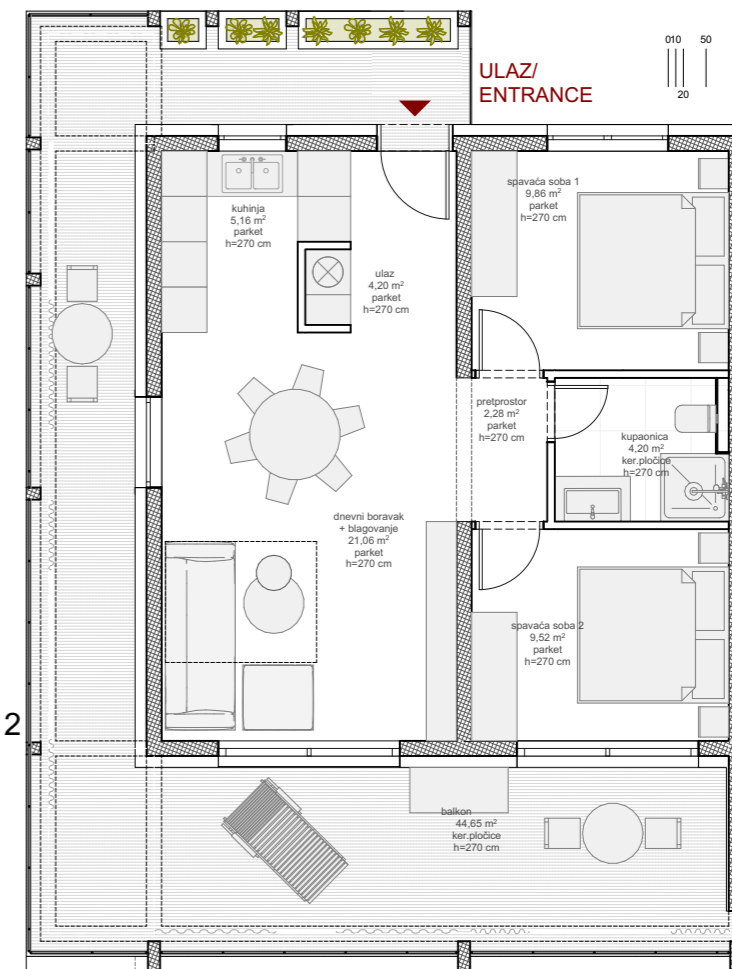 ULAZ/
ENTRANCE
010 50
20
spavaća soba 1
9,86 m²
parket
h=270 cm
kuhinja
5,16 m²
parket
h=270 cm
ulaz
4,20 m²
parket
h=270 cm
pretprostor
2,28 m²
parket
h=270 cm
kupaonica
4,20 m²
ker.pločice
h=270 cm
dnevni boravak
+ blagovanje
21,06 m²
parket
h=270 cm
spavaća soba 2
9,52 m²
parket
h=270 cm
2
balkon
44,65 m²
ker.pločice
h=270 cm